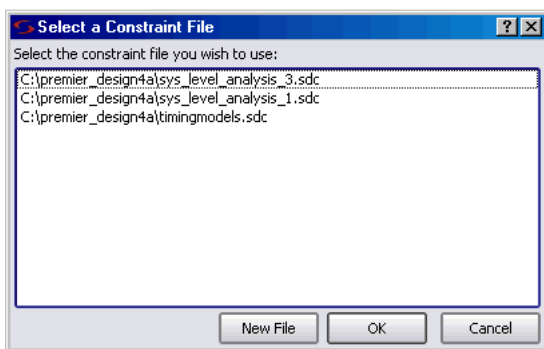 Select a Constraint File
Select the constraint file you wish to use:
C:\premier_design4a\sys_level_analysis_3.sdc
C:\premier_design4a\sys_level_analysis_1.sdc
C:\premier_design4a\timingmodels.sdc
New File OK Cancel